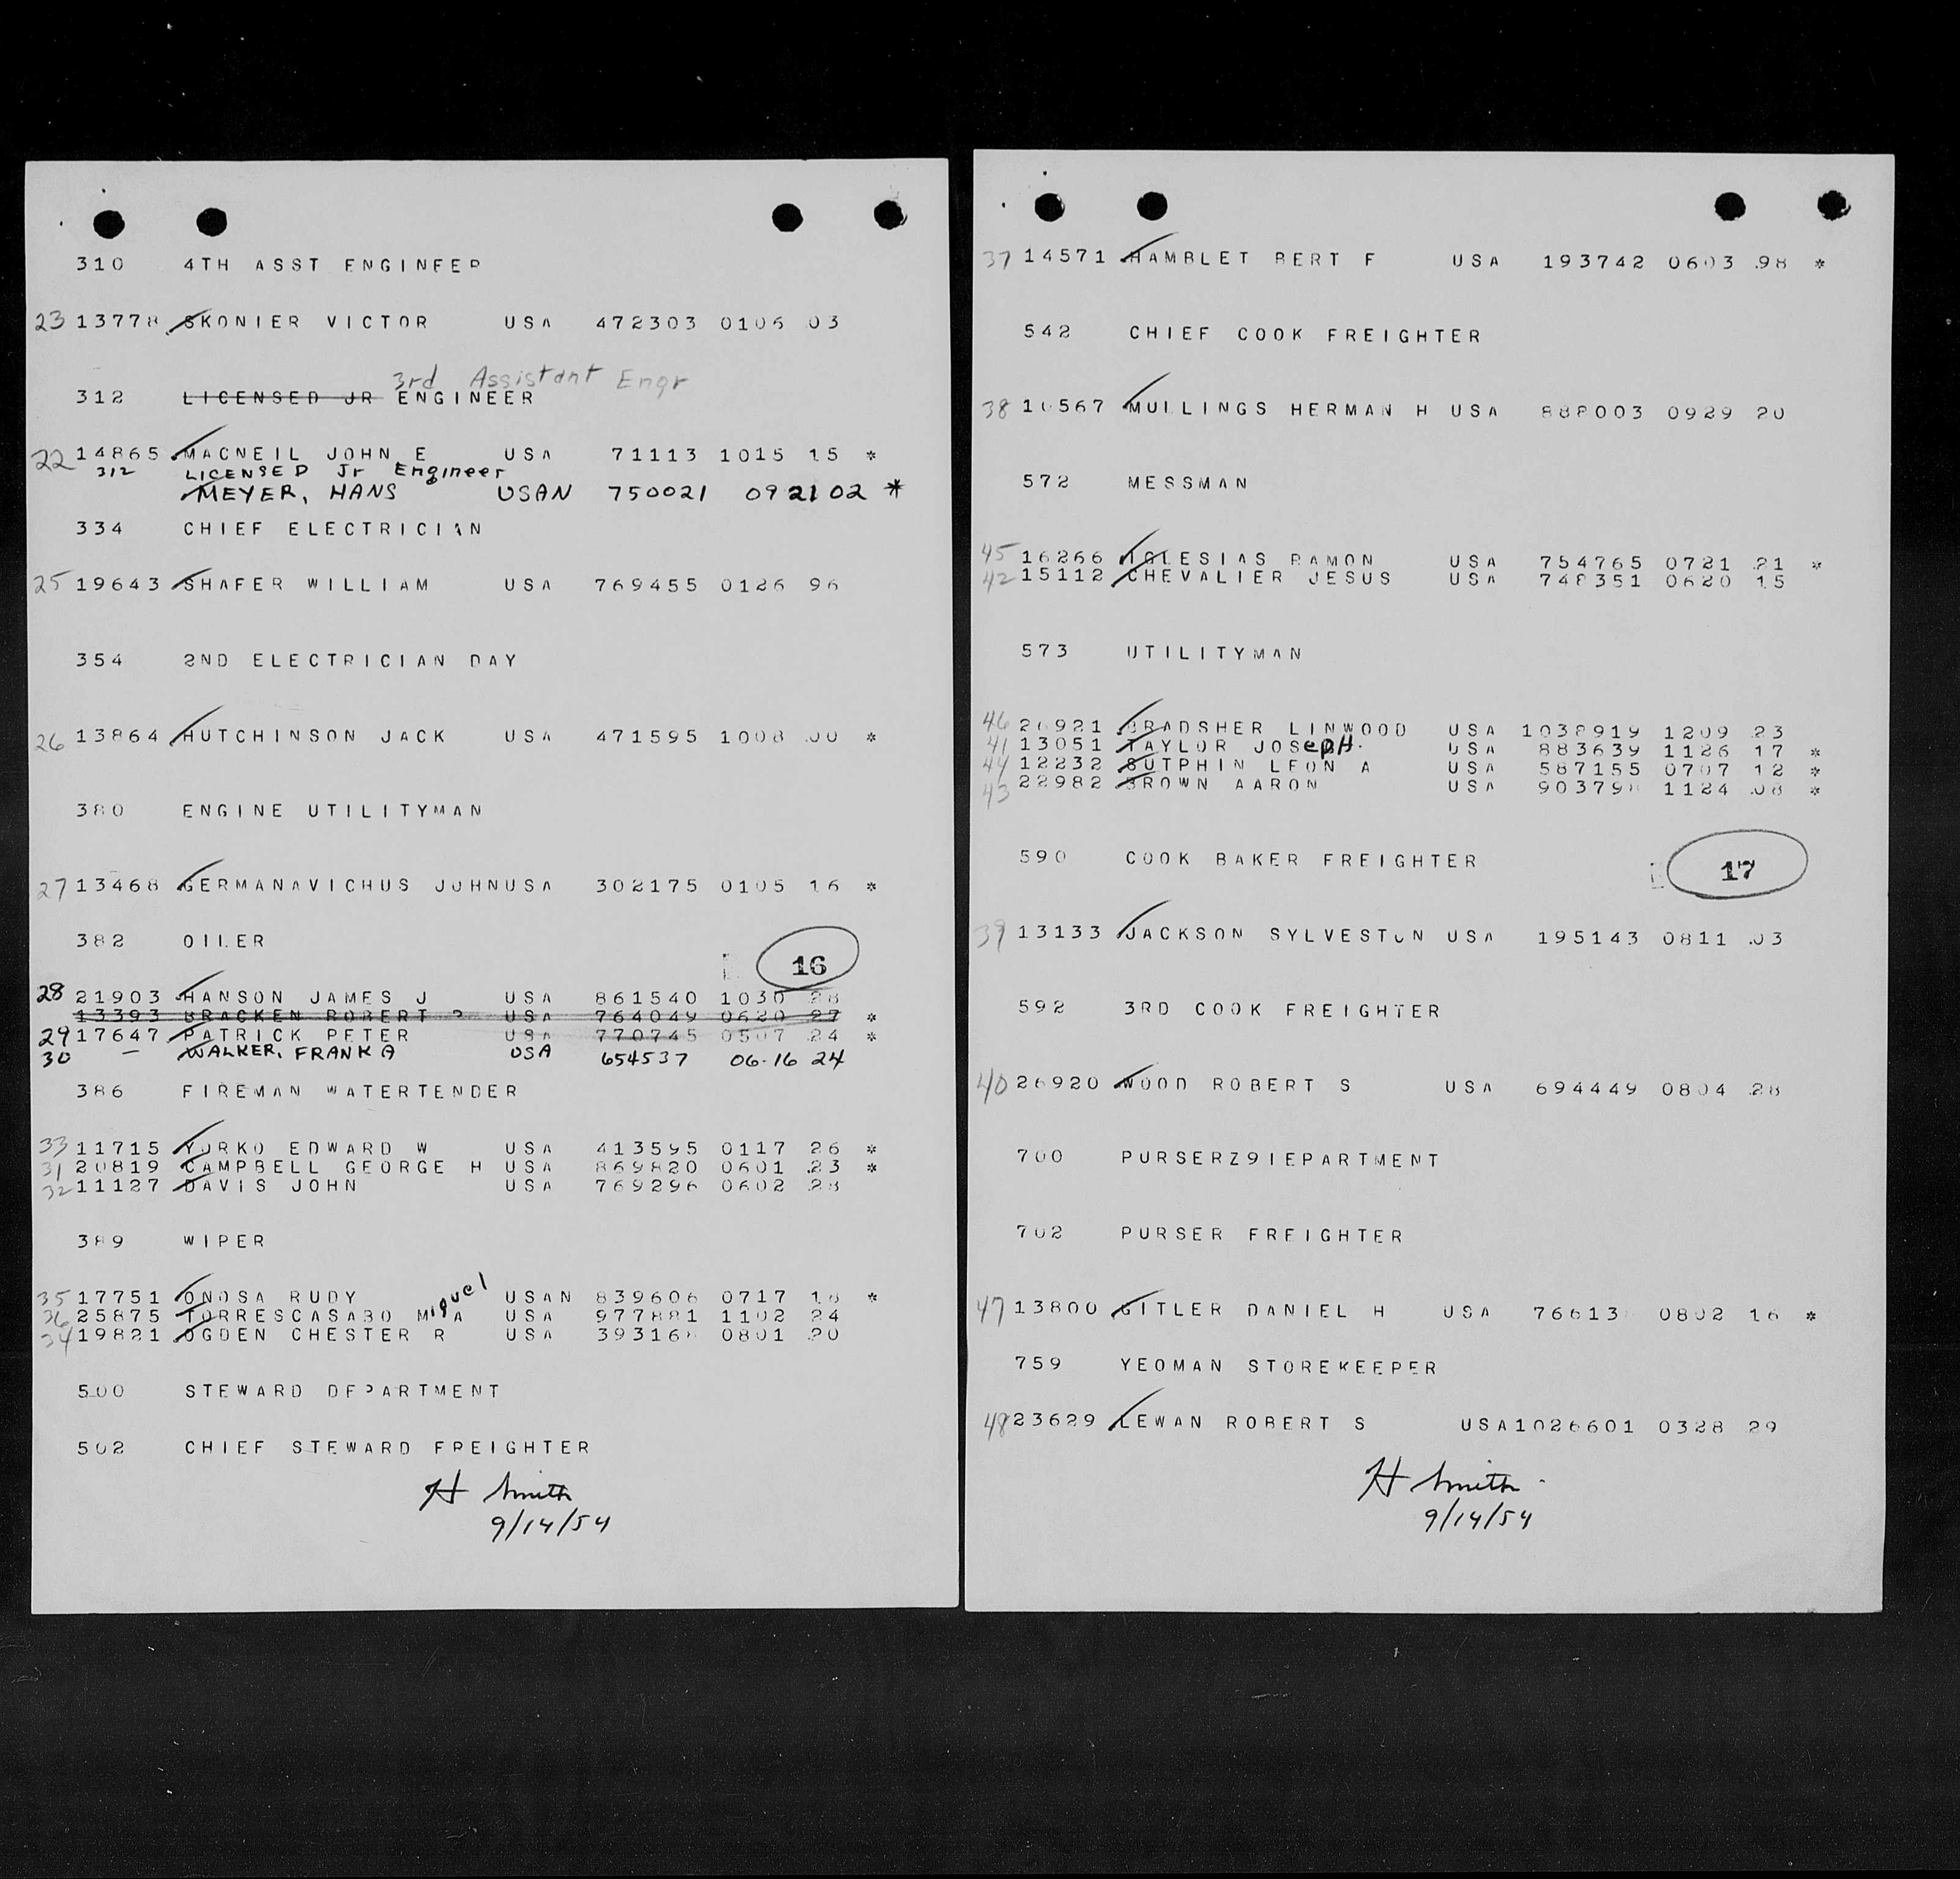 310 4TH ASST ENGINEER
23 13778 SKONIER VICTOR USA 472303 0106 03
3rd Assistant Engr
312 LICENSED JR ENGINEER
22 14865 MACNEIL JOHN E USA 71113 1015 15 *
312 LICENSED Jr Engineer
MEYER, HANS USAN 750021 09 21 02 *
334 CHIEF ELECTRICIAN
25 19643 SHAFER WILLIAM USA 769455 0126 96
354 2ND ELECTRICIAN DAY
26 13864 HUTCHINSON JACK USA 471595 1008 00 *
380 ENGINE UTILITYMAN
27 13468 GERMANAVICHUS JOHN USA 302175 0105 16 *
382 OILER
16
28 21903 HANSON JAMES J USA 861540 1030 28
13393 BRACKEN ROBERT USA 764049 0620 27 *
29 17647 PATRICK PETER USA 770745 0507 24 *
30 — WALKER, FRANK A USA 654537 06-16 24
386 FIREMAN WATERTENDER
33 11715 YURKO EDWARD W USA 413595 0117 26 *
31 20819 CAMPBELL GEORGE H USA 869820 0601 23 *
32 11127 DAVIS JOHN USA 769296 0602 28
389 WIPER
35 17751 ONOSA RUDY USAN 839606 0717 18 *
36 25875 TORRESCASABO Miguel A USA 977881 1102 24
34 19821 OGDEN CHESTER R USA 393168 0801 20
500 STEWARD DEPARTMENT
502 CHIEF STEWARD FREIGHTER
H Smith
9/14/54
37 14571 HAMBLET BERT F USA 193742 0603 98 *
542 CHIEF COOK FREIGHTER
38 10567 MULLINGS HERMAN H USA 888003 0929 20
572 MESSMAN
45 16266 IGLESIAS RAMON USA 754765 0721 21 *
42 15112 CHEVALIER JESUS USA 748351 0620 15
573 UTILITYMAN
46 26921 BRADSHER LINWOOD USA 1038919 1209 23
41 13051 TAYLOR JOSepH. USA 883639 1126 17 *
44 12232 SUTPHIN LEON A USA 587155 0707 12 *
43 22982 BROWN AARON USA 903798 1124 08 *
590 COOK BAKER FREIGHTER
17
39 13133 JACKSON SYLVESTON USA 195143 0811 03
592 3RD COOK FREIGHTER
40 26920 WOOD ROBERT S USA 694449 0804 28
700 PURSERZ9IEPARTMENT
702 PURSER FREIGHTER
47 13800 GITLER DANIEL H USA 76613 0802 16 *
759 YEOMAN STOREKEEPER
48 23629 LEWAN ROBERT S USA1026601 0328 29
H Smith
9/14/54